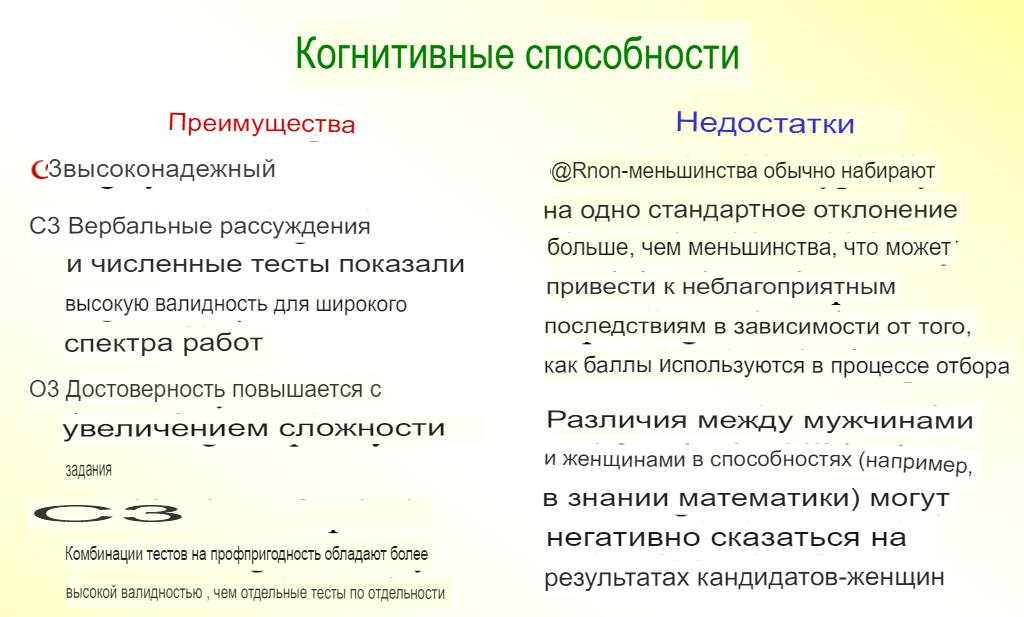 Когнитивные способности
Преимущества
СЗвысоконадежный
СЗ Вербальные рассуждения
и численные тесты показали
высокую валидность для широкого
спектра работ
О3 Достоверность повышается с
увеличением сложности
задания
СЗ
Комбинации тестов на профпригодность обладают более
высокой валидностью , чем отдельные тесты по отдельности
Недостатки
@Rnon-меньшинства обычно набирают
на одно стандартное отклонение
больше, чем меньшинства, что может
привести к неблагоприятным
последствиям в зависимости от того,
как баллы используются в процессе отбора
Различия между мужчинами
и женщинами в способностях (например,
в знании математики) могут
негативно сказаться на
результатах кандидатов-женщин